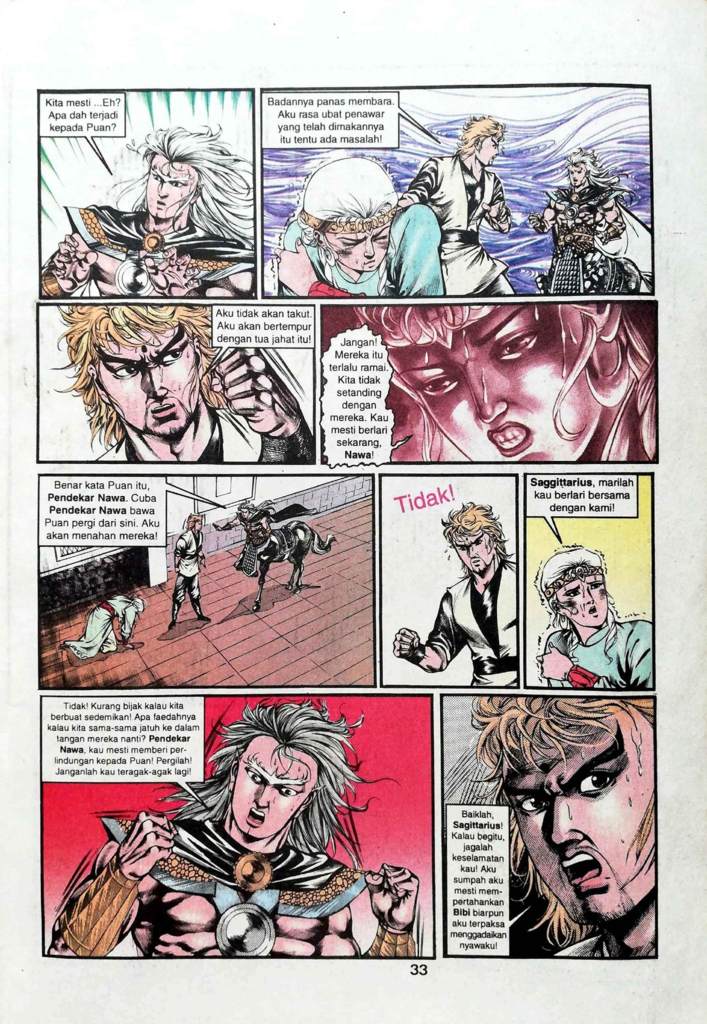 Kita mesti ...Eh?
Apa dah terjadi
kepada Puan?
Badannya panas membara.
Aku rasa ubat penawar
yang telah dimakannya
itu tentu ada masalah!
Aku tidak akan takut.
Aku akan bertempur
dengan tua jahat itu!
Jangan!
Mereka itu
terlalu ramai.
Kita tidak
setanding
dengan
mereka. Kau
mesti berlari
sekarang,
Nawa!
Benar kata Puan itu,
Pendekar Nawa. Cuba
Pendekar Nawa bawa
Puan pergi dari sini. Aku
akan menahan mereka!
Tidak!
Saggittarius, marilah
kau berlari bersama
dengan kami!
Tidak! Kurang bijak kalau kita
berbuat sedemikian! Apa faedahnya
kalau kita sama-sama jatuh ke dalam
tangan mereka nanti? Pendekar
Nawa, kau mesti memberi per-
lindungan kepada Puan! Pergilah!
Janganlah kau teragak-agak lagi!
Baiklah,
Sagittarius!
Kalau begitu,
jagalah
keselamatan
kau! Aku
sumpah aku
mesti mem-
pertahankan
Bibi biarpun
aku terpaksa
menggadaikan
nyawaku!
33